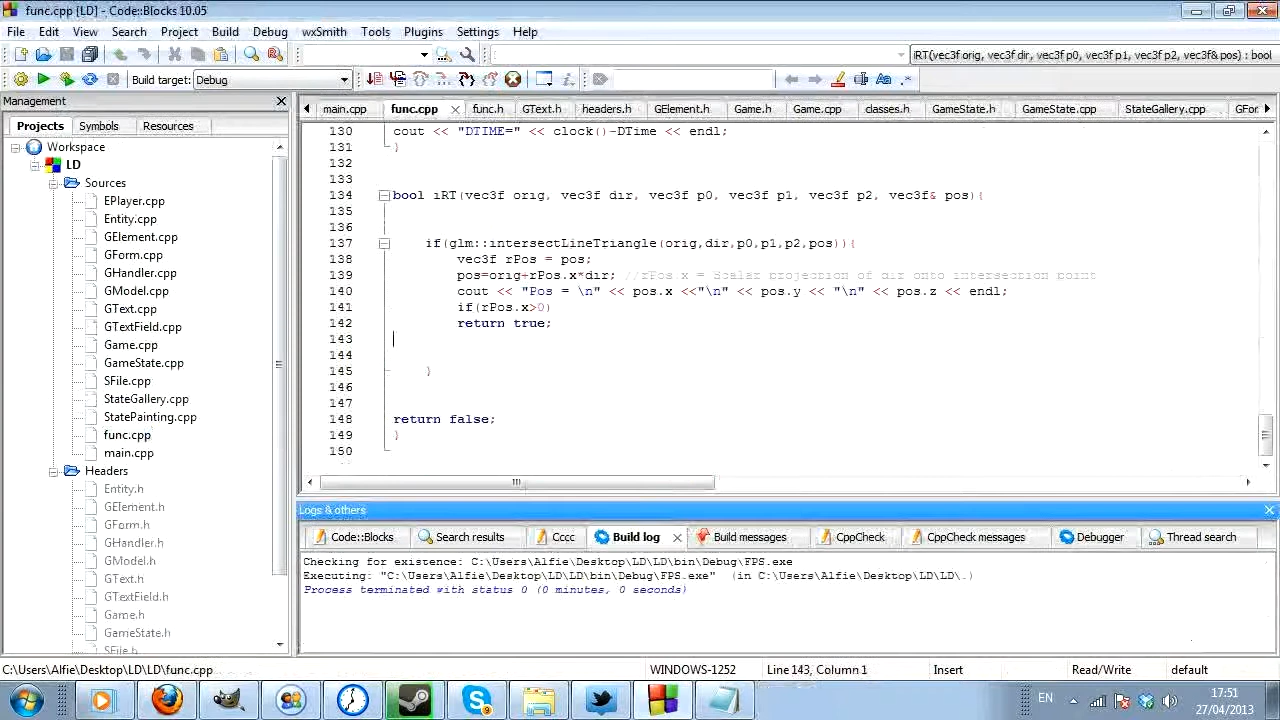 func.cpp [LD] - Code::Blocks 10.05
File Edit View Search Project Build Debug wxSmith Tools Plugins Settings Help
iRT(vec3f orig, vec3f dir, vec3f p0, vec3f p1, vec3f p2, vec3f& pos) : bool
Build target: Debug
Management
Projects Symbols Resources
Workspace
LD
Sources
EPlayer.cpp
Entity.cpp
GElement.cpp
GForm.cpp
GHandler.cpp
GModel.cpp
GText.cpp
GTextField.cpp
Game.cpp
GameState.cpp
SFile.cpp
StateGallery.cpp
StatePainting.cpp
func.cpp
main.cpp
Headers
Entity.h
GElement.h
GForm.h
GHandler.h
GModel.h
GText.h
GTextField.h
Game.h
GameState.h
SFile.h
main.cpp func.cpp func.h GText.h headers.h GElement.h Game.h Game.cpp classes.h GameState.h GameState.cpp StateGallery.cpp GFor
130 cout << "DTIME=" << clock()-DTime << endl;
131 }
132
133
134 bool iRT(vec3f orig, vec3f dir, vec3f p0, vec3f p1, vec3f p2, vec3f& pos){
135
136
137 if(glm::intersectLineTriangle(orig,dir,p0,p1,p2,pos)){
138 vec3f rPos = pos;
139 pos=orig+rPos.x*dir; //rPos.x = Scalar projection of dir onto intersection point
140 cout << "Pos = \n" << pos.x <<"\n" << pos.y << "\n" << pos.z << endl;
141 if(rPos.x>0)
142 return true;
143
144
145 }
146
147
148 return false;
149 }
150
Logs & others
Code::Blocks Search results Cccc Build log Build messages CppCheck CppCheck messages Debugger Thread search
Checking for existence: C:\Users\Alfie\Desktop\LD\LD\bin\Debug\FPS.exe
Executing: "C:\Users\Alfie\Desktop\LD\LD\bin\Debug\FPS.exe" (in C:\Users\Alfie\Desktop\LD\LD\.)
Process terminated with status 0 (0 minutes, 0 seconds)
C:\Users\Alfie\Desktop\LD\LD\func.cpp WINDOWS-1252 Line 143, Column 1 Insert Read/Write default
EN 17:51
27/04/2013